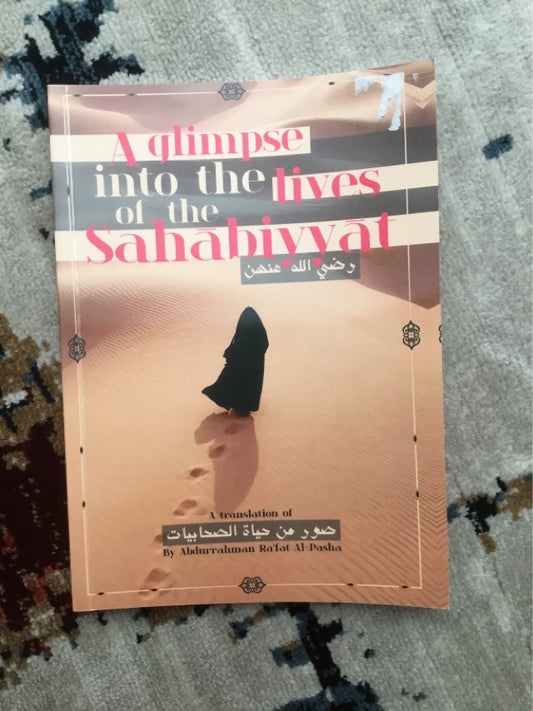 A glimpse
into the lives
of the
Sahābiyyāt
رضي الله عنهن
A translation of
صور من حياة الصحابيات
By Abdurrahman Ra'fat Al-Pasha